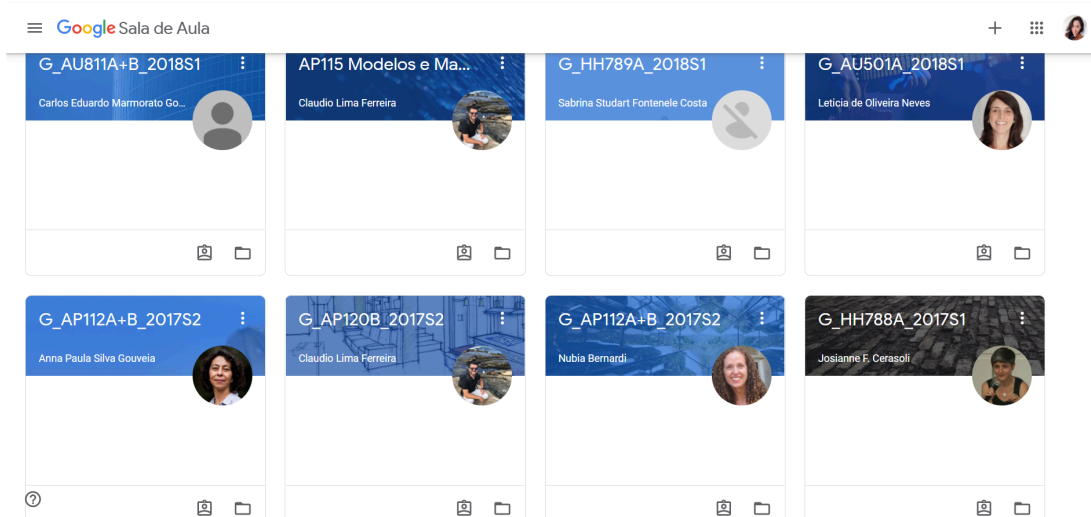 Google Sala de Aula
G_AU811A+B_2018S1
Carlos Eduardo Marmorato Go...
AP115 Modelos e Ma...
Claudio Lima Ferreira
G_HH789A_2018S1
Sabrina Studart Fontenele Costa
G_AU501A_2018S1
Leticia de Oliveira Neves
G_AP112A+B_2017S2
Anna Paula Silva Gouveia
G_AP120B_2017S2
Claudio Lima Ferreira
G_AP112A+B_2017S2
Nubia Bernardi
G_HH788A_2017S1
Josianne F. Cerasoli